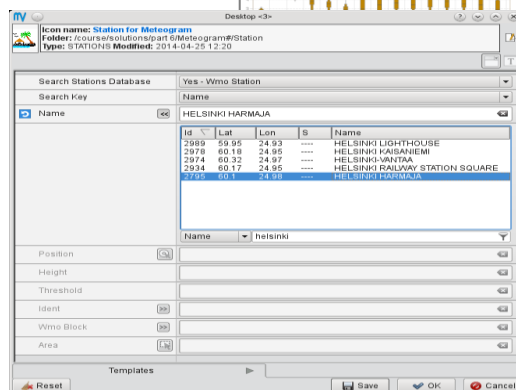 Desktop <3>
Icon name: Station for Meteogram
Folder: /course/solutions/part 6/Meteogram#/Station
Type: STATIONS Modified: 2014-04-25 12:20
Search Stations Database Yes - Wmo Station
Search Key Name
Name HELSINKI HARMAJA
Id Lat Lon S Name
2989 59.95 24.93 ---- HELSINKI LIGHTHOUSE
2978 60.18 24.95 ---- HELSINKI KAISANIEMI
2974 60.32 24.97 ---- HELSINKI-VANTAA
2934 60.17 24.95 ---- HELSINKI RAILWAY STATION SQUARE
2795 60.1 24.98 ---- HELSINKI HARMAJA
Name helsinki
Position
Height
Threshold
Ident
Wmo Block
Area
Templates
Reset Save OK Cancel